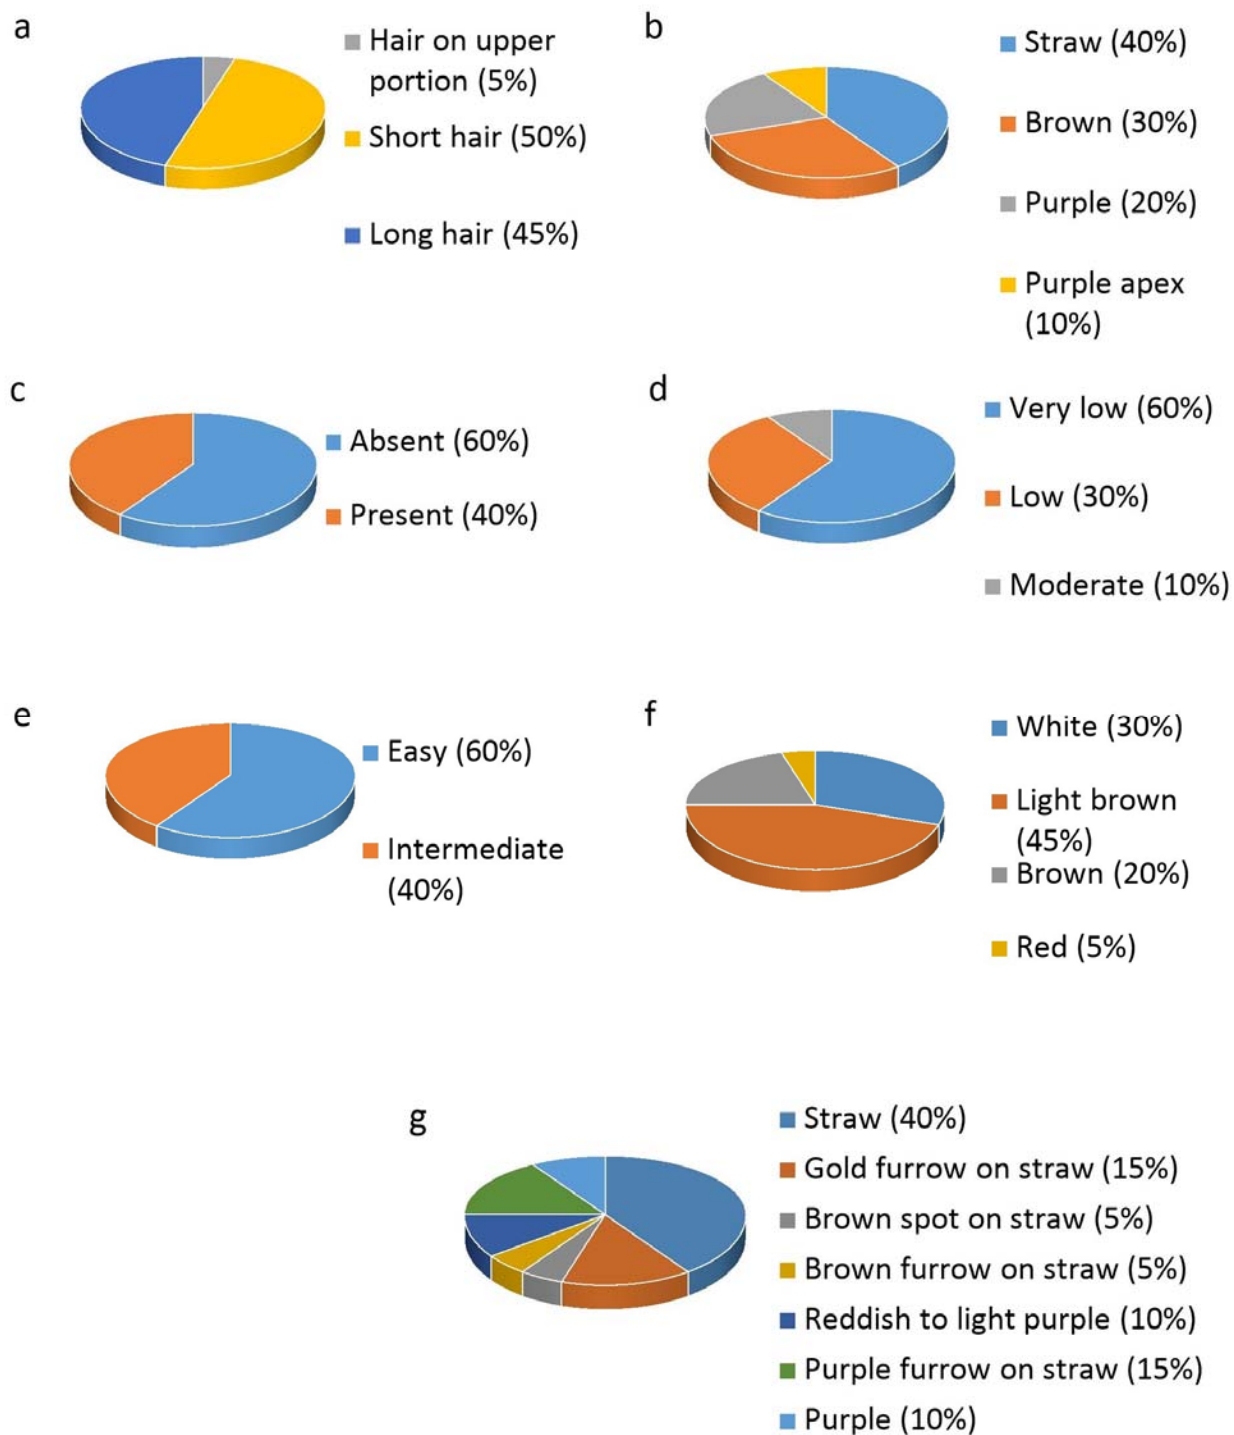 a
Hair on upper
portion (5%)
Short hair (50%)
Long hair (45%)
b
Straw (40%)
Brown (30%)
Purple (20%)
Purple apex
(10%)
c
Absent (60%)
Present (40%)
d
Very low (60%)
Low (30%)
Moderate (10%)
e
Easy (60%)
Intermediate
(40%)
f
White (30%)
Light brown
(45%)
Brown (20%)
Red (5%)
g
Straw (40%)
Gold furrow on straw (15%)
Brown spot on straw (5%)
Brown furrow on straw (5%)
Reddish to light purple (10%)
Purple furrow on straw (15%)
Purple (10%)